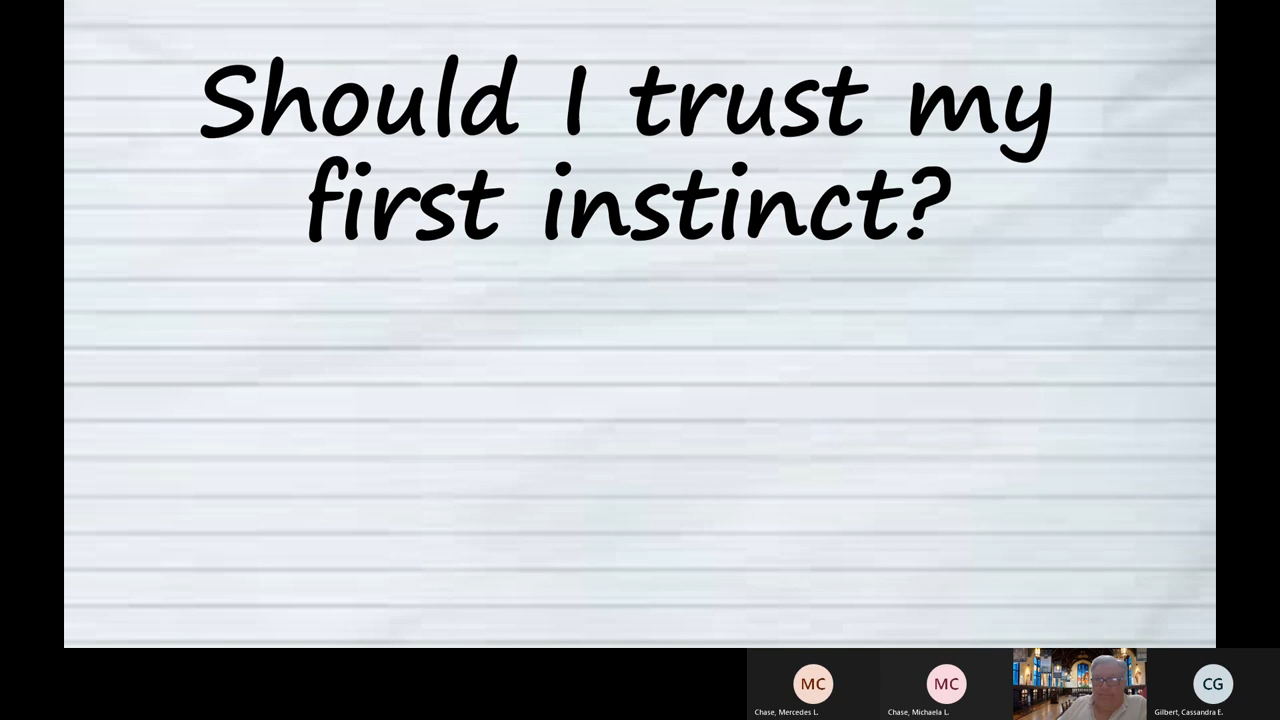 Should I trust my
first instinct?
MC
Chase, Mercedes L.
MC
Chase, Michaela L.
CG
Gilbert, Cassandra E.